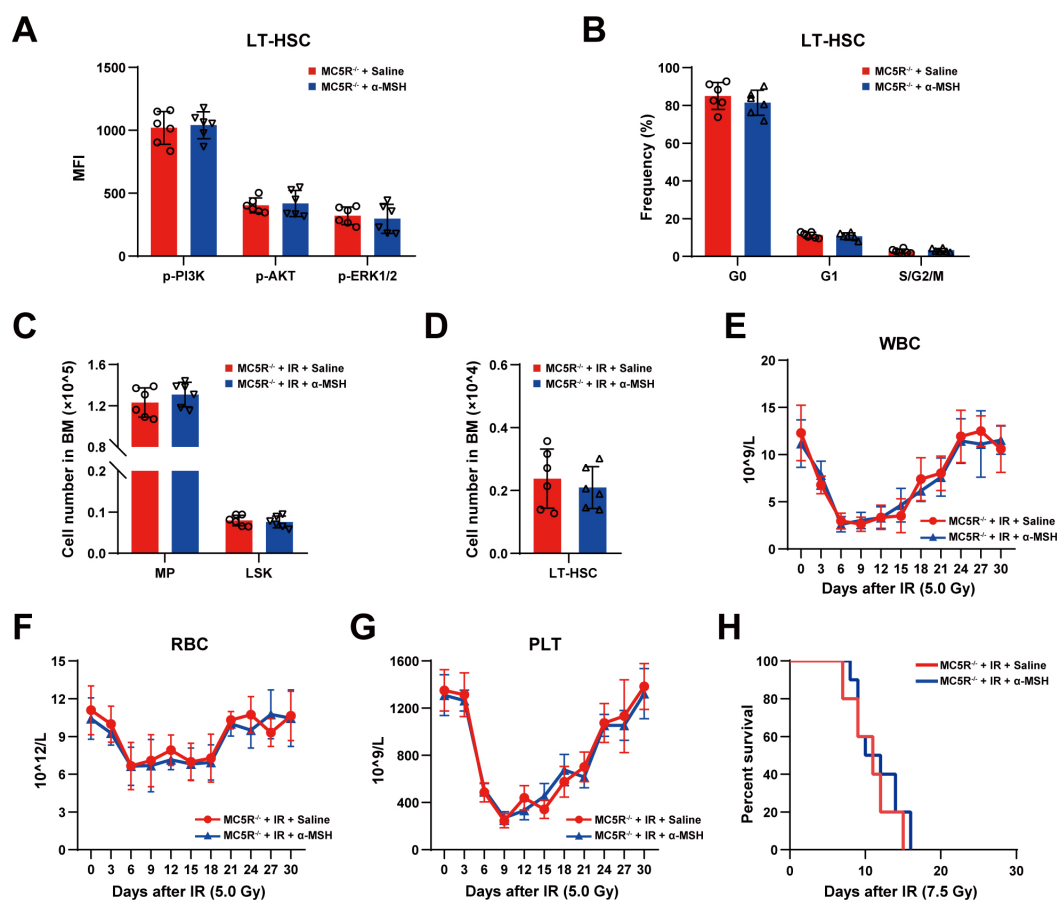 A
LT-HSC
MC5R⁻/⁻ + Saline
MC5R⁻/⁻ + α-MSH
MFI
1500
1000
500
0
p-PI3K
p-AKT
p-ERK1/2
B
LT-HSC
MC5R⁻/⁻ + Saline
MC5R⁻/⁻ + α-MSH
Frequency (%)
100
80
60
40
20
0
G0
G1
S/G2/M
C
MC5R⁻/⁻ + IR + Saline
MC5R⁻/⁻ + IR + α-MSH
Cell number in BM (×10^5)
1.6
1.2
0.8
0.2
0.1
0.0
MP
LSK
D
MC5R⁻/⁻ + IR + Saline
MC5R⁻/⁻ + IR + α-MSH
Cell number in BM (×10^4)
0.6
0.4
0.2
0.0
LT-HSC
E
WBC
10^9/L
20
15
10
5
0
MC5R⁻/⁻ + IR + Saline
MC5R⁻/⁻ + IR + α-MSH
0 3 6 9 12 15 18 21 24 27 30
Days after IR (5.0 Gy)
F
RBC
10^12/L
15
12
9
6
3
0
MC5R⁻/⁻ + IR + Saline
MC5R⁻/⁻ + IR + α-MSH
0 3 6 9 12 15 18 21 24 27 30
Days after IR (5.0 Gy)
G
PLT
10^9/L
1600
1200
800
400
0
MC5R⁻/⁻ + IR + Saline
MC5R⁻/⁻ + IR + α-MSH
0 3 6 9 12 15 18 21 24 27 30
Days after IR (5.0 Gy)
H
MC5R⁻/⁻ + IR + Saline
MC5R⁻/⁻ + IR + α-MSH
Percent survival
100
80
60
40
20
0
0 10 20 30
Days after IR (7.5 Gy)